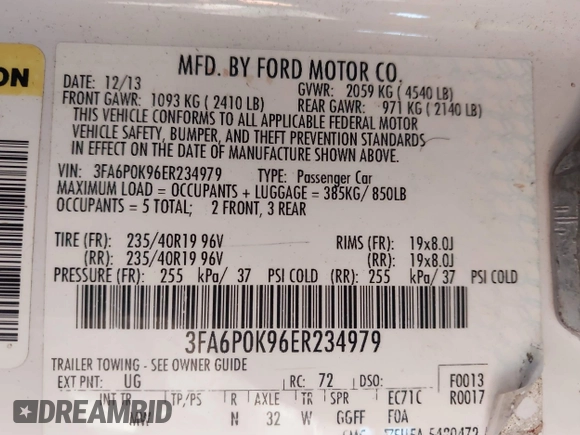 MFD. BY FORD MOTOR CO.
DATE: 12/13 GVWR: 2059 KG ( 4540 LB)
FRONT GAWR: 1093 KG ( 2410 LB) REAR GAWR: 971 KG ( 2140 LB)
THIS VEHICLE CONFORMS TO ALL APPLICABLE FEDERAL MOTOR
VEHICLE SAFETY, BUMPER, AND THEFT PREVENTION STANDARDS
IN EFFECT ON THE DATE OF MANUFACTURE SHOWN ABOVE.
VIN: 3FA6P0K96ER234979 TYPE: Passenger Car
MAXIMUM LOAD = OCCUPANTS + LUGGAGE = 385KG/ 850LB
OCCUPANTS = 5 TOTAL; 2 FRONT, 3 REAR
TIRE (FR): 235/40R19 96V RIMS (FR): 19x8.0J
(RR): 235/40R19 96V (RR): 19x8.0J
PRESSURE (FR): 255 kPa/ 37 PSI COLD (RR): 255 kPa/ 37 PSI COLD
3FA6P0K96ER234979
TRAILER TOWING - SEE OWNER GUIDE
EXT PNT: UG RC: 72 DSO: F0013
INT TR TP/PS R AXLE TR SPR EC71C R0017
N 32 W GGFF F0A
DREAMBID